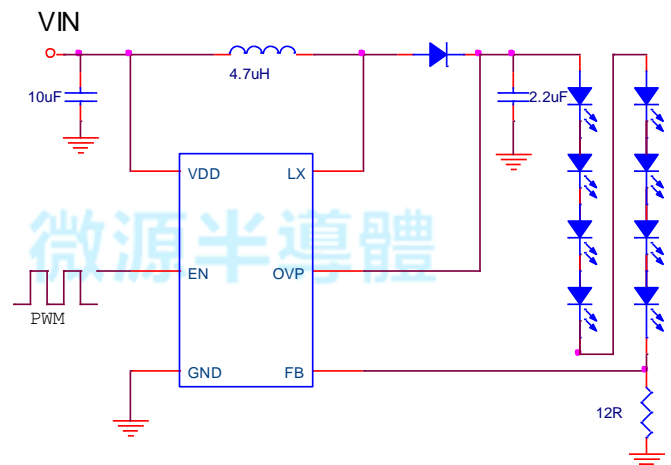 VIN
4.7uH
10uF
2.2uF
VDD
LX
微源半導體
EN
OVP
PWM
GND
FB
12R